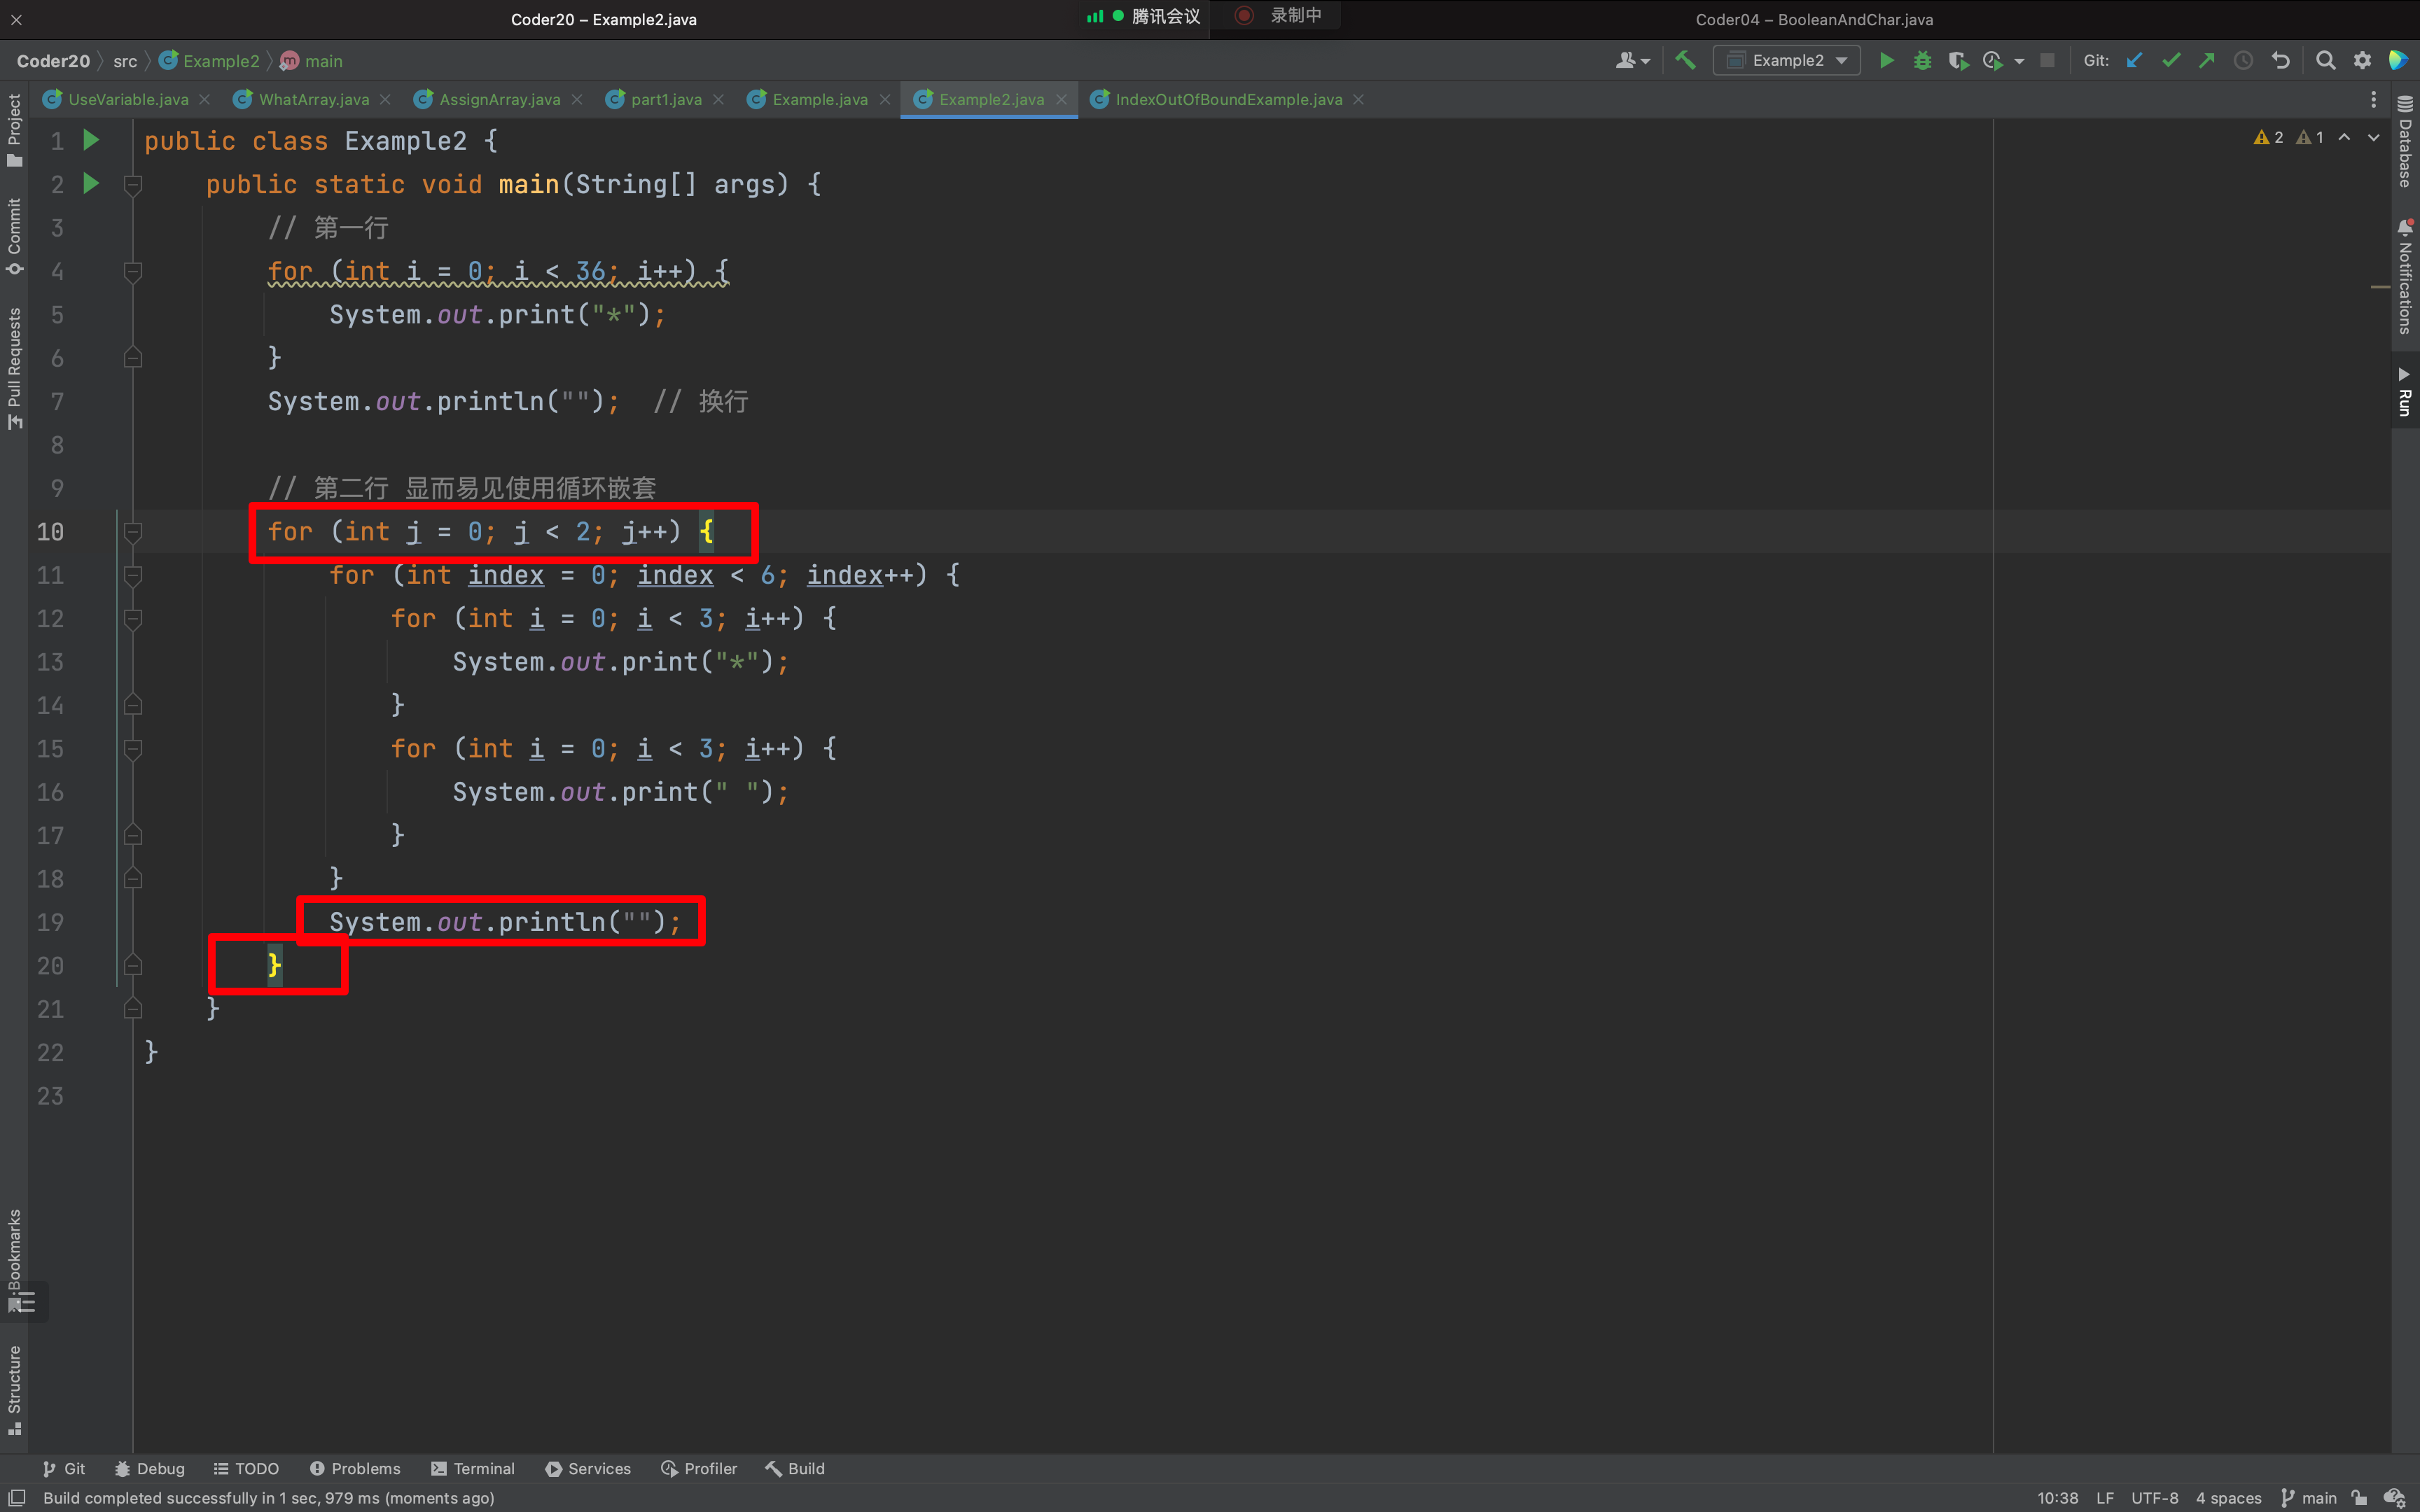 Coder20 – Example2.java
腾讯会议
录制中
Coder04 – BooleanAndChar.java
Coder20 src Example2 main
Example2
Git:
UseVariable.java WhatArray.java AssignArray.java part1.java Example.java Example2.java IndexOutOfBoundExample.java
Project
Commit
Pull Requests
Bookmarks
Structure
Database
Notifications
Run
2 1
1 public class Example2 {
2 public static void main(String[] args) {
3 // 第一行
4 for (int i = 0; i < 36; i++) {
5 System.out.print("*");
6 }
7 System.out.println(""); // 换行
8
9 // 第二行 显而易见使用循环嵌套
10 for (int j = 0; j < 2; j++) {
11 for (int index = 0; index < 6; index++) {
12 for (int i = 0; i < 3; i++) {
13 System.out.print("*");
14 }
15 for (int i = 0; i < 3; i++) {
16 System.out.print(" ");
17 }
18 }
19 System.out.println("");
20 }
21 }
22 }
23
Git Debug TODO Problems Terminal Services Profiler Build
Build completed successfully in 1 sec, 979 ms (moments ago)
10:38 LF UTF-8 4 spaces main